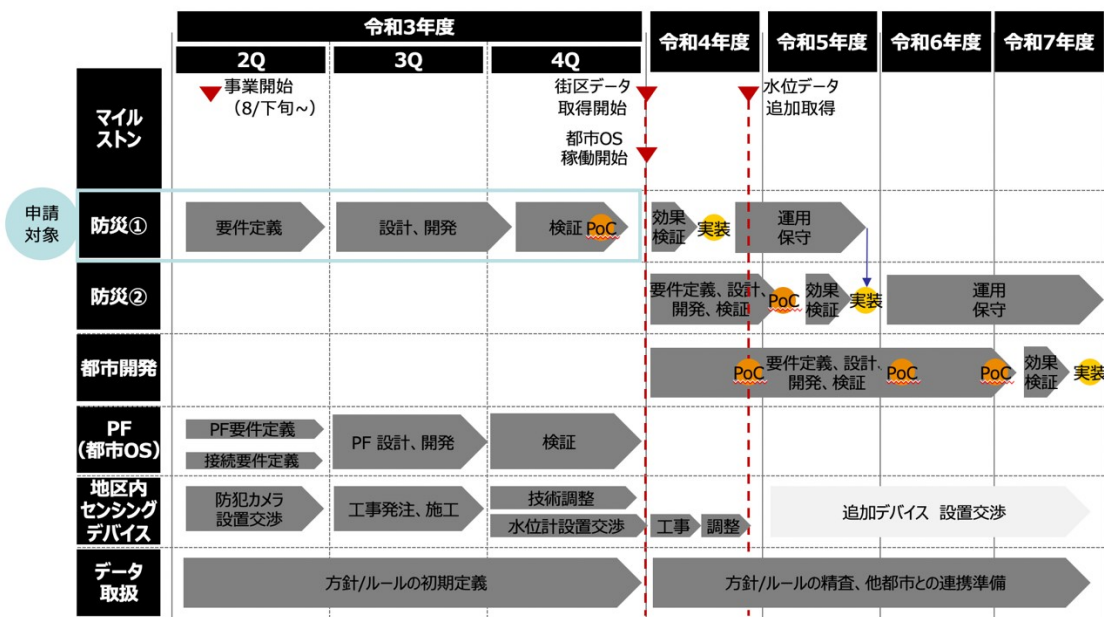 令和3年度
令和4年度
令和5年度
令和6年度
令和7年度
2Q
3Q
4Q
マイル
ストン
事業開始
(8/下旬~)
街区データ
取得開始
都市OS
稼働開始
水位データ
追加取得
申請
対象
防災①
要件定義
設計、開発
検証
PoC
効果
検証
実装
運用
保守
防災②
要件定義、設計、
開発、検証
PoC
効果
検証
実装
運用
保守
都市開発
PoC
要件定義、設計、
開発、検証
PoC
PoC
効果
検証
実装
PF
(都市OS)
PF要件定義
接続要件定義
PF 設計、開発
検証
地区内
センシング
デバイス
防犯カメラ
設置交渉
工事発注、施工
技術調整
水位計設置交渉
工事
調整
追加デバイス 設置交渉
データ
取扱
方針/ルールの初期定義
方針/ルールの精査、他都市との連携準備